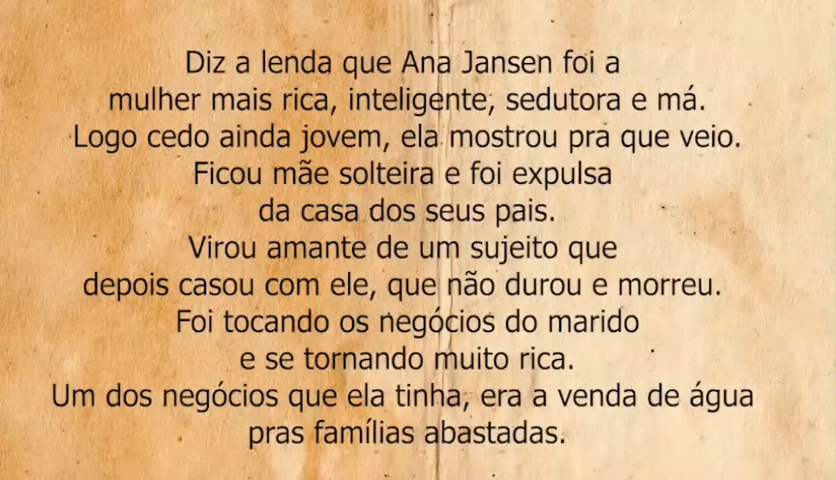 Diz a lenda que Ana Jansen foi a
mulher mais rica, inteligente, sedutora e má.
Logo cedo ainda jovem, ela mostrou pra que veio.
Ficou mãe solteira e foi expulsa
da casa dos seus pais.
Virou amante de um sujeito que
depois casou com ele, que não durou e morreu.
Foi tocando os negócios do marido
e se tornando muito rica.
Um dos negócios que ela tinha, era a venda de água
pras famílias abastadas.